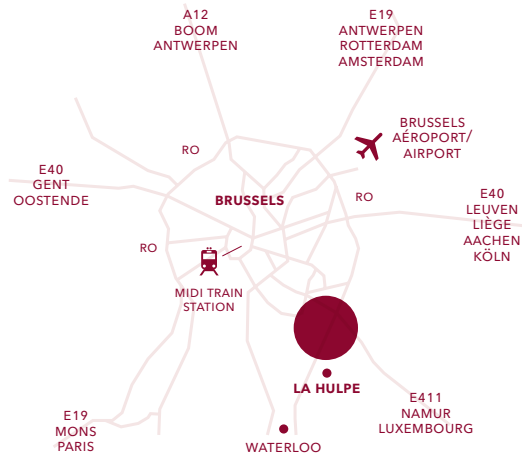 A12
BOOM
ANTWERPEN
E19
ANTWERPEN
ROTTERDAM
AMSTERDAM
BRUSSELS
AÉROPORT/
AIRPORT
RO
E40
GENT
OOSTENDE
BRUSSELS
RO
E40
LEUVEN
LIÈGE
AACHEN
KÖLN
RO
MIDI TRAIN
STATION
LA HULPE
E411
NAMUR
LUXEMBOURG
E19
MONS
PARIS
WATERLOO